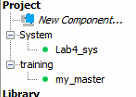 Project
New Component...
System
Lab4_sys
training
my_master
Library